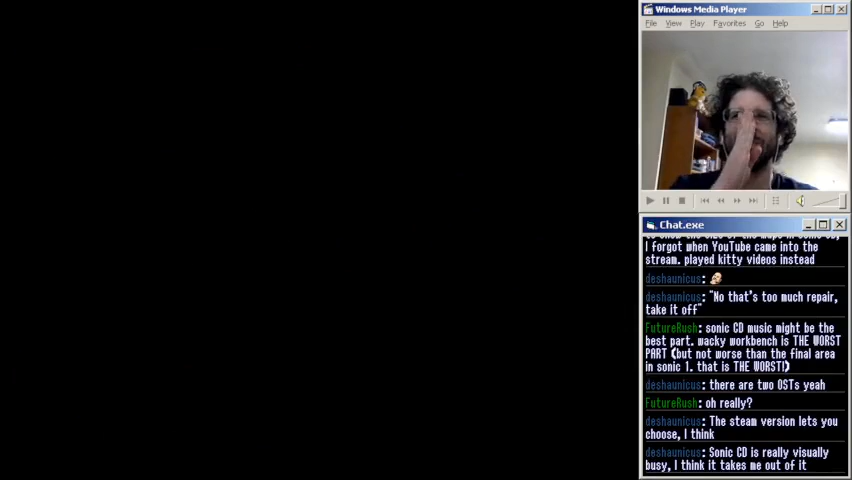 Windows Media Player
File View Play Favorites Go Help
Chat.exe
I forgot when YouTube came into the
stream. played kitty videos instead
deshaunicus:
deshaunicus: "No that's too much repair,
take it off"
FutureRush: sonic CD music might be the
best part. wacky workbench is THE WORST
PART (but not worse than the final area
in sonic 1. that is THE WORST!)
deshaunicus: there are two OSTs yeah
FutureRush: oh really?
deshaunicus: The steam version lets you
choose, I think
deshaunicus: Sonic CD is really visually
busy, I think it takes me out of it